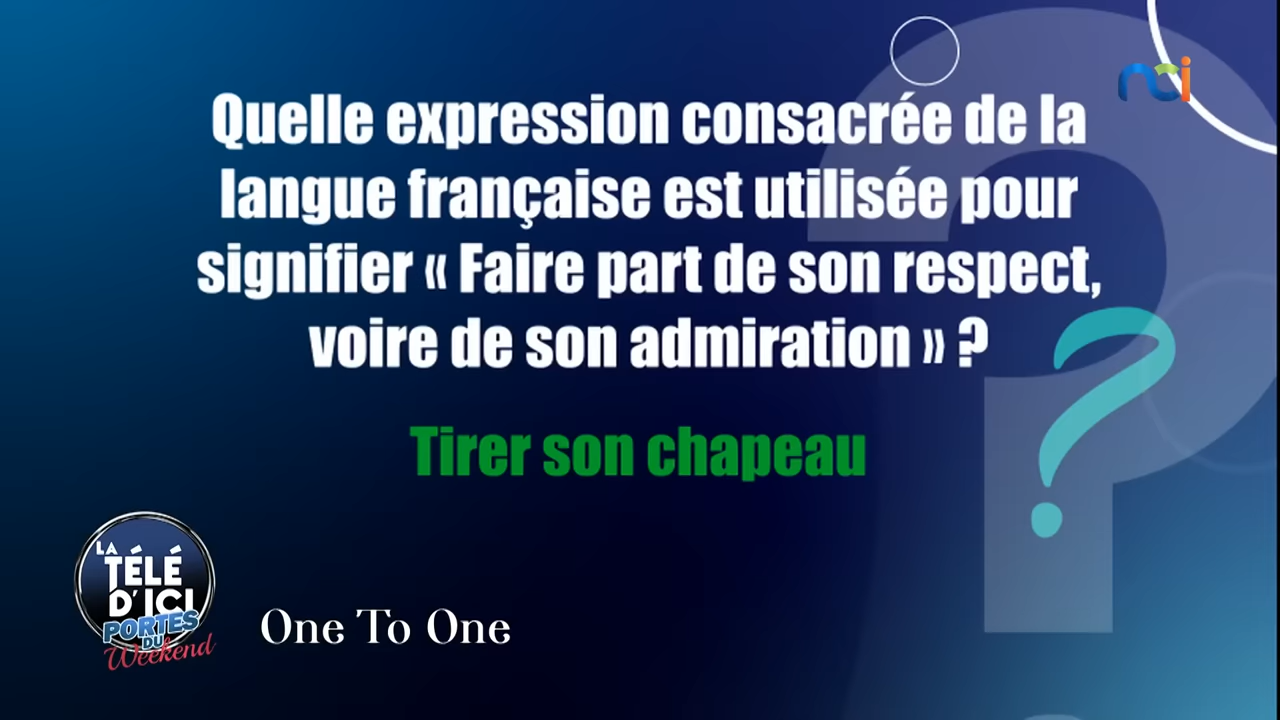 nci
Quelle expression consacrée de la
langue française est utilisée pour
signifier « Faire part de son respect,
voire de son admiration » ?
Tirer son chapeau
LA
TÉLÉ
D'ICI
PORTES
DU
Weekend
One To One